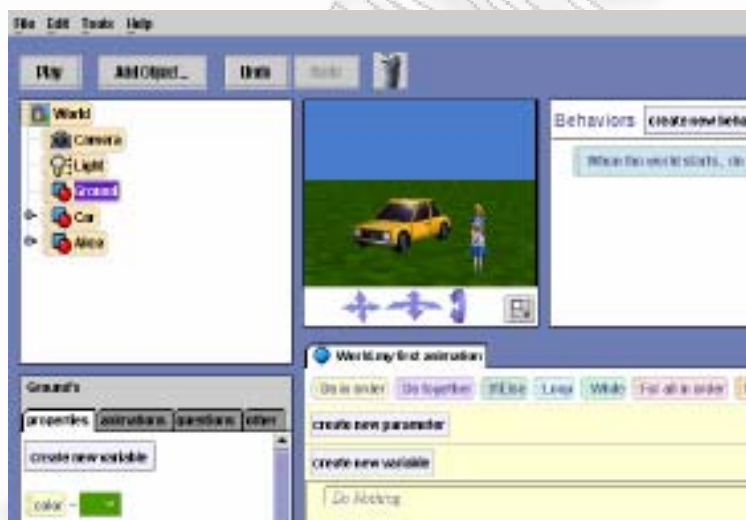 File Edit Tools Help
Play Add Object... Undo Redo
World
Camera
Light
Ground
Car
Alice
Behaviors create new beha
When the world starts, do
World.my first animation
Do in order Do together If/Else Loop While For all in order
create new parameter
create new variable
Do Nothing
Ground's
properties animations questions other
create new variable
color =